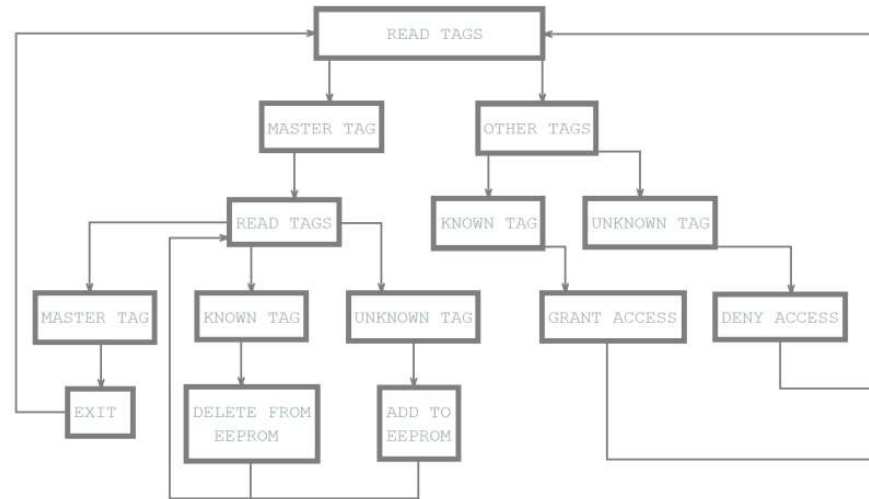 READ TAGS
MASTER TAG
OTHER TAGS
READ TAGS
KNOWN TAG
UNKNOWN TAG
MASTER TAG
KNOWN TAG
UNKNOWN TAG
GRANT ACCESS
DENY ACCESS
EXIT
DELETE FROM
EEPROM
ADD TO
EEPROM